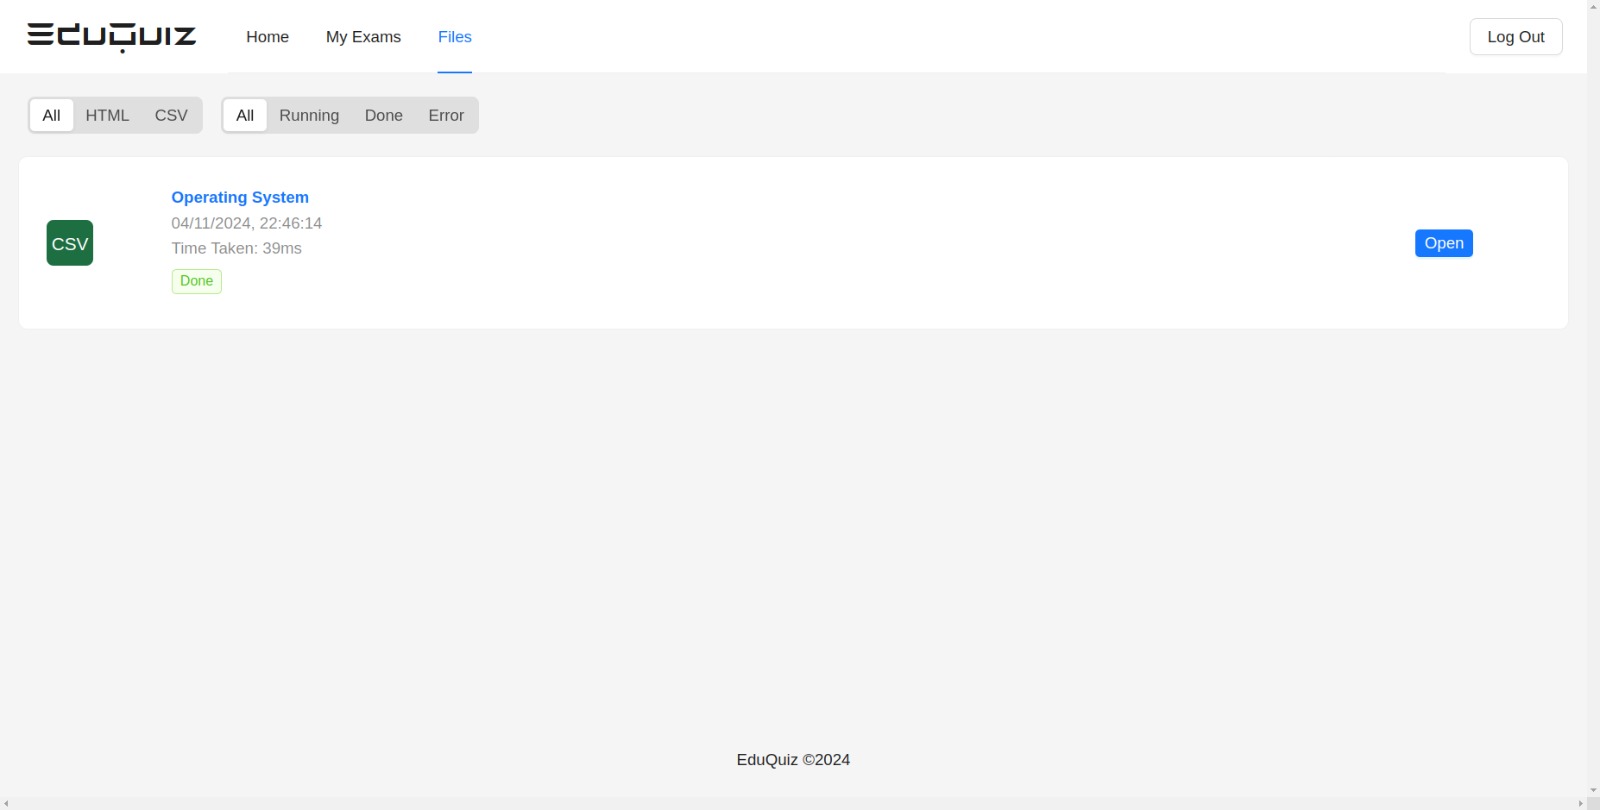 EduQuiz Home My Exams Files Log Out
All HTML CSV All Running Done Error
Operating System
04/11/2024, 22:46:14
CSV
Time Taken: 39ms
Open
Done
EduQuiz ©2024